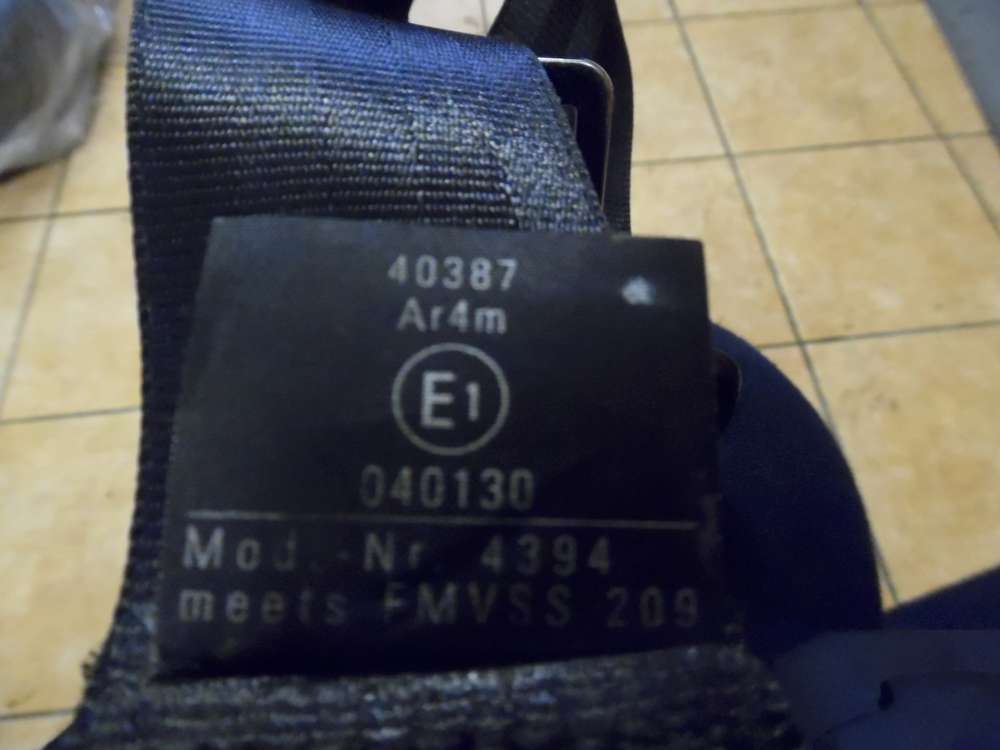 40387
Ar4m
E1
040130
Mod.-Nr. 4394
meets FMVSS 209